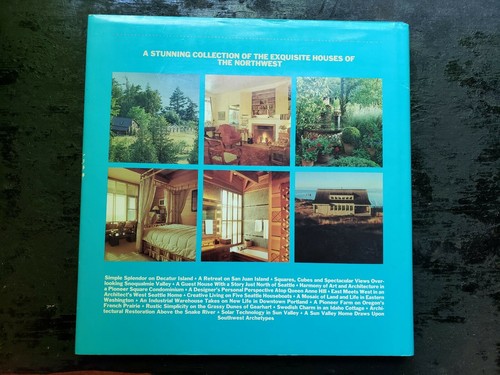 A STUNNING COLLECTION OF THE EXQUISITE HOUSES OF
THE NORTHWEST
Simple Splendor on Decatur Island • A Retreat on San Juan Island • Squares, Cubes and Spectacular Views Over-
looking Snoqualmie Valley • A Guest House With a Story Just North of Seattle • Harmony of Art and Architecture in
a Pioneer Square Condominium • A Designer's Personal Perspective Atop Queen Anne Hill • East Meets West in an
Architect's West Seattle Home • Creative Living on Five Seattle Houseboats • A Mosaic of Land and Life in Eastern
Washington • An Industrial Warehouse Takes on New Life in Downtown Portland • A Pioneer Farm on Oregon's
French Prairie • Rustic Simplicity on the Grassy Dunes of Gearhart • Swedish Charm in an Idaho Cottage • Archi-
tectural Restoration Above the Snake River • Solar Technology in Sun Valley • A Sun Valley Home Draws Upon
Southwest Archetypes